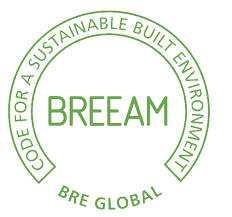 CODE FOR A SUSTAINABLE BUILT ENVIRONMENT
BREEAM
BRE GLOBAL